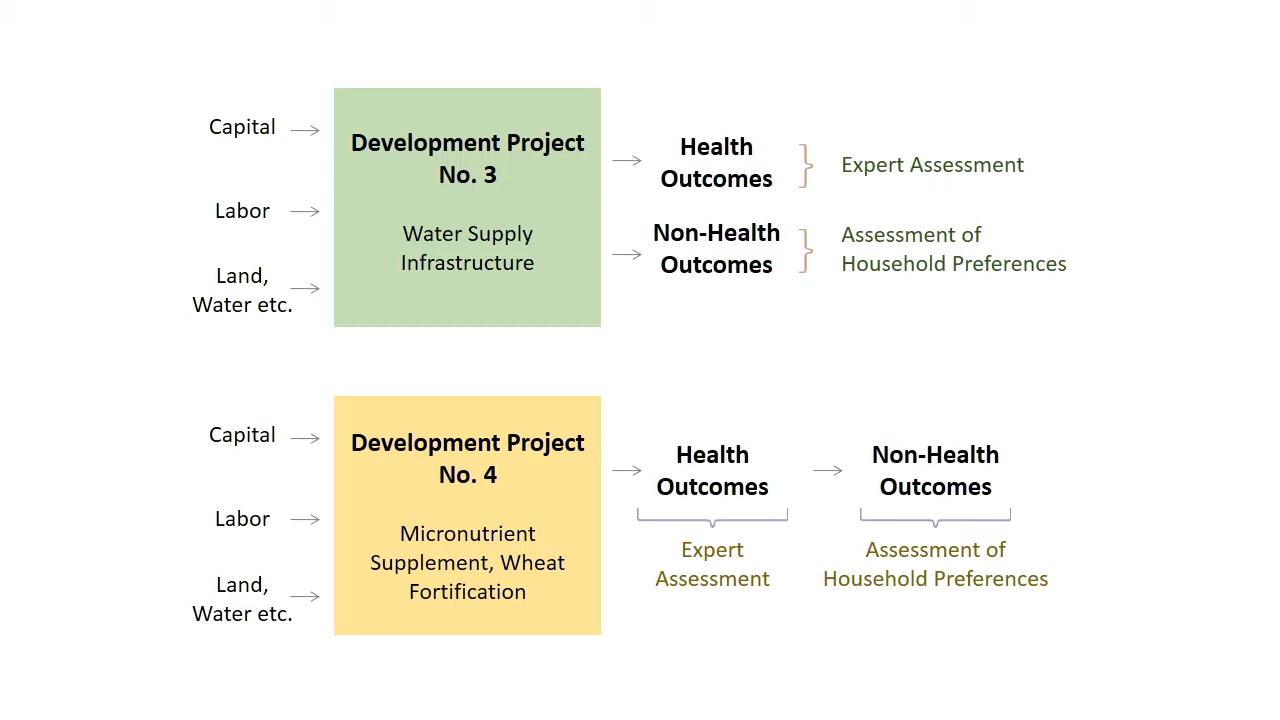 Capital
Labor
Land,
Water etc.
Development Project
No. 3
Water Supply
Infrastructure
Health
Outcomes
Expert Assessment
Non-Health
Outcomes
Assessment of
Household Preferences
Capital
Labor
Land,
Water etc.
Development Project
No. 4
Micronutrient
Supplement, Wheat
Fortification
Health
Outcomes
Expert
Assessment
Non-Health
Outcomes
Assessment of
Household Preferences